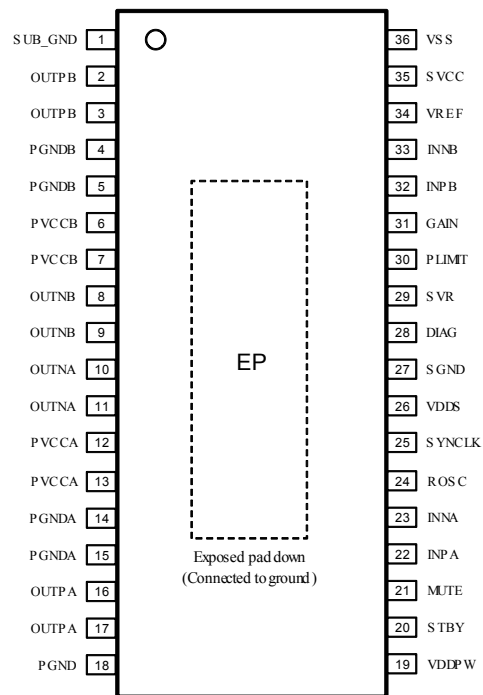 SUB_GND 1 36 VSS
OUTPB 2 35 SVCC
OUTPB 3 34 VREF
PGNDB 4 33 INNB
PGNDB 5 32 INPB
PVCCB 6 31 GAIN
PVCCB 7 30 PLIMIT
OUTNB 8 29 SVR
OUTNB 9 28 DIAG
EP
OUTNA 10 27 SGND
OUTNA 11 26 VDDS
PVCCA 12 25 SYNCLK
PVCCA 13 24 ROSC
PGNDA 14 23 INNA
PGNDA 15 22 INPA
Exposed pad down
(Connected to ground)
OUTPA 16 21 MUTE
OUTPA 17 20 STBY
PGND 18 19 VDDPW